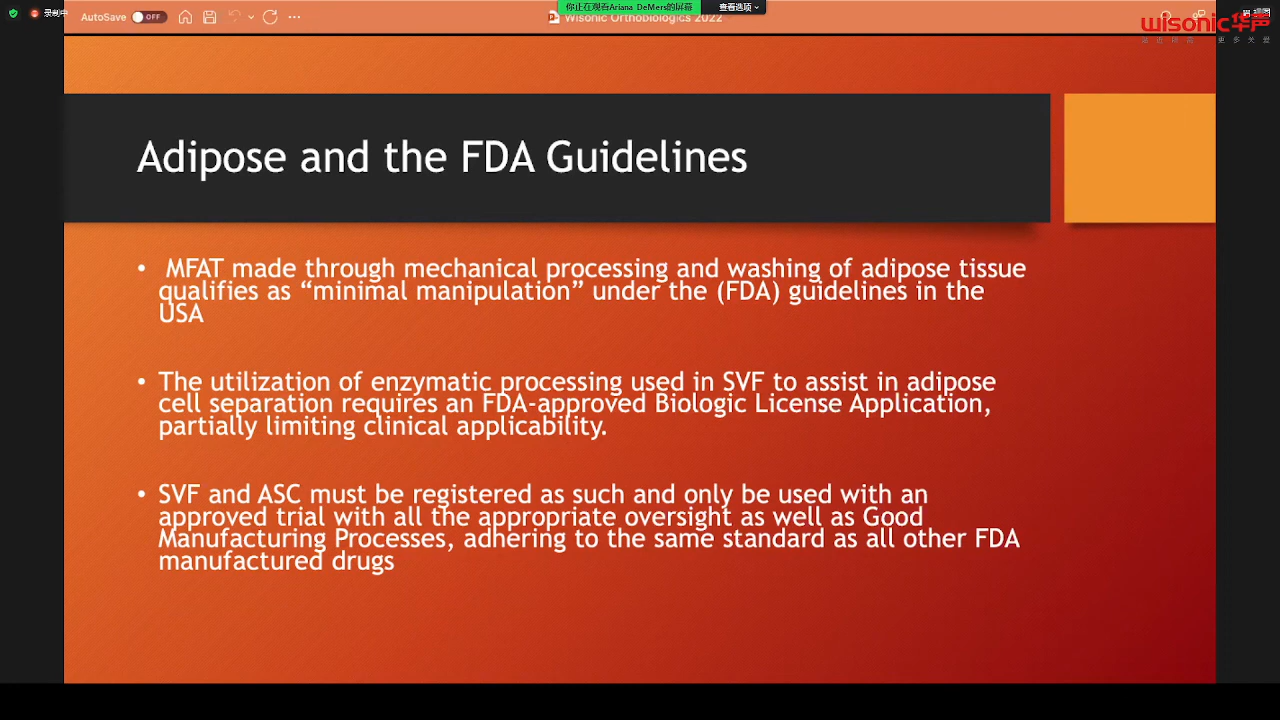 录制中
AutoSave
OFF
Wisonic Orthobiologics 2022
你正在观看Ariana DeMers的屏幕
查看选项
视图
wisonic华声
Adipose and the FDA Guidelines
• MFAT made through mechanical processing and washing of adipose tissue
qualifies as “minimal manipulation” under the (FDA) guidelines in the
USA
• The utilization of enzymatic processing used in SVF to assist in adipose
cell separation requires an FDA-approved Biologic License Application,
partially limiting clinical applicability.
• SVF and ASC must be registered as such and only be used with an
approved trial with all the appropriate oversight as well as Good
Manufacturing Processes, adhering to the same standard as all other FDA
manufactured drugs